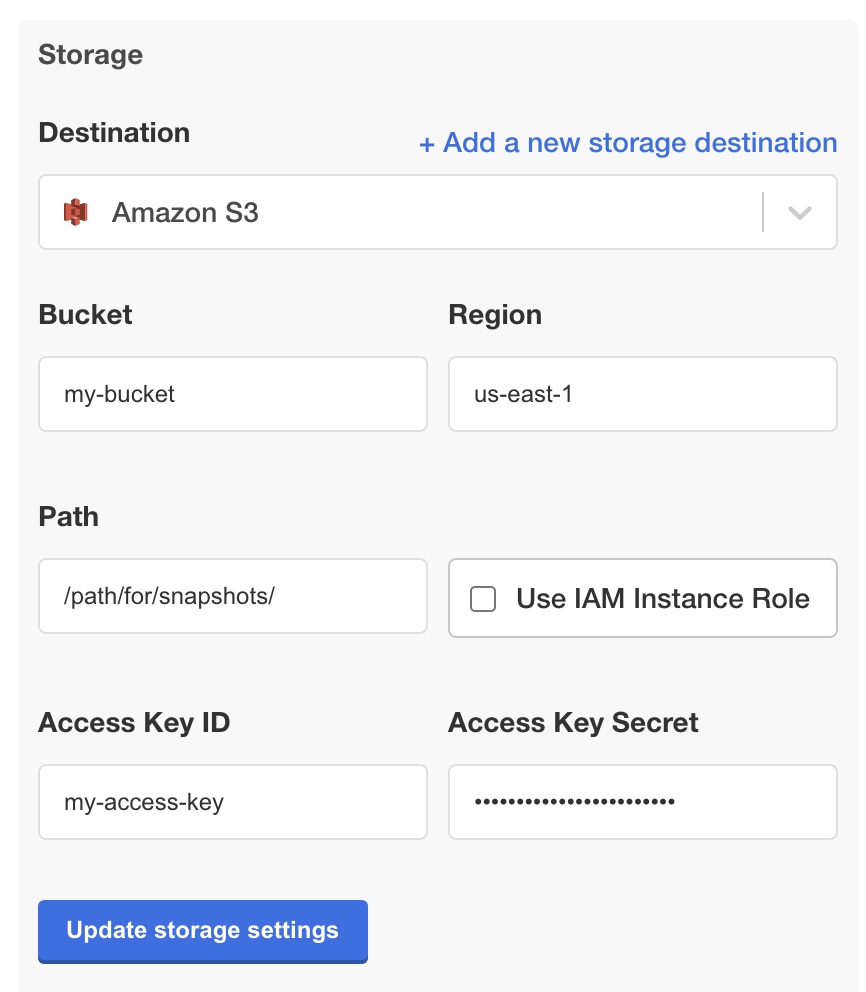 Storage
Destination
+ Add a new storage destination
Amazon S3
Bucket
Region
my-bucket
us-east-1
Path
/path/for/snapshots/
Use IAM Instance Role
Access Key ID
Access Key Secret
my-access-key
••••••••••••••••••••••••
Update storage settings